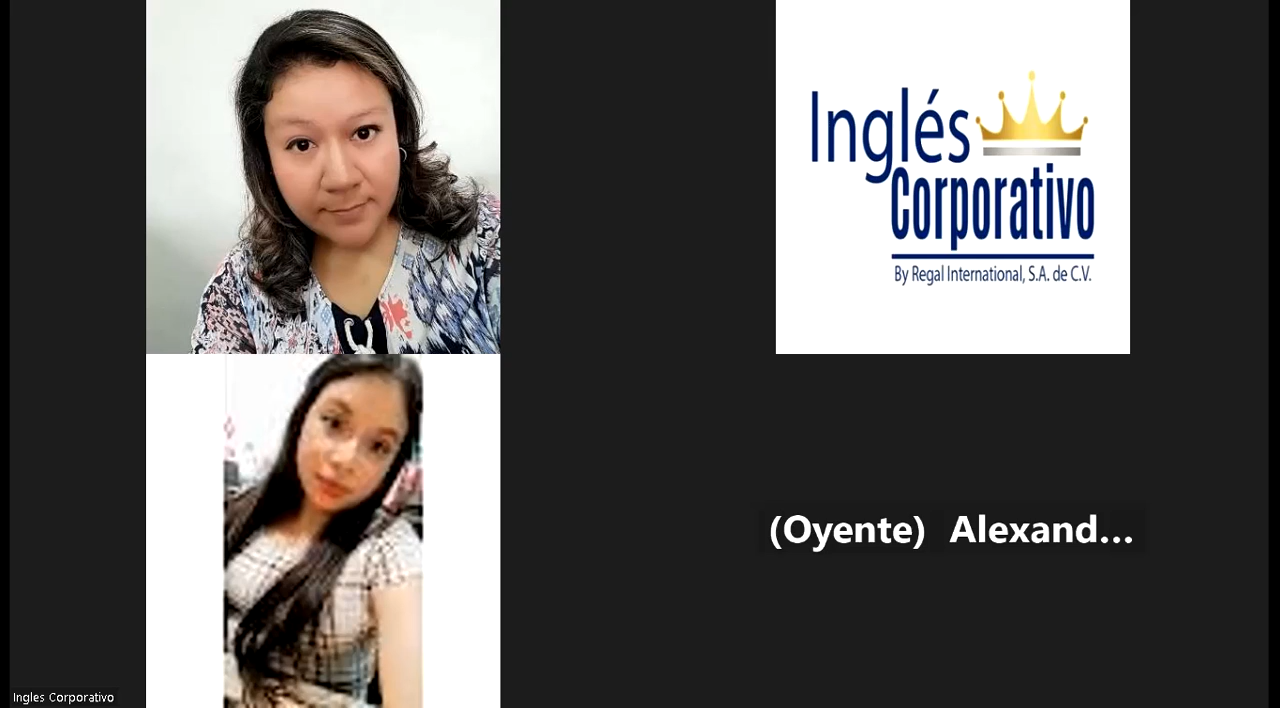 Inglés
Corporativo
By Regal International, S.A. de C.V.
(Oyente) Alexand...
Ingles Corporativo